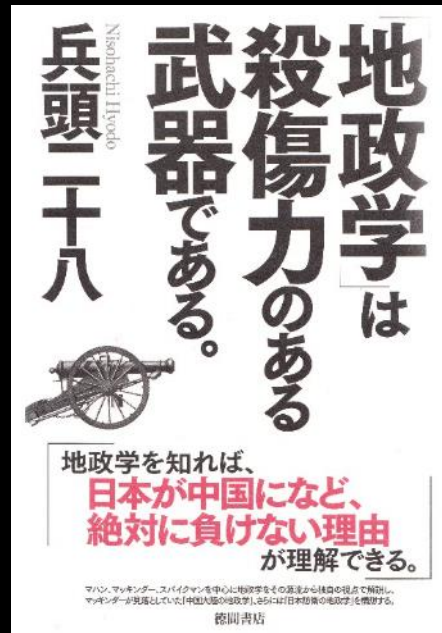 「地政学」は
殺傷力のある
武器である。
Nisohachi Hyodo
兵頭二十八
地政学を知れば、
日本が中国になど、
絶対に負けない理由
が理解できる。
マハン、マッキンダー、スパイクマンを中心に地政学をその源流から独自の視点で解説し、
マッキンダーが見落としていた「中国大陸の地政学」、さらには「日本防衛の地政学」を構想する。
徳間書店